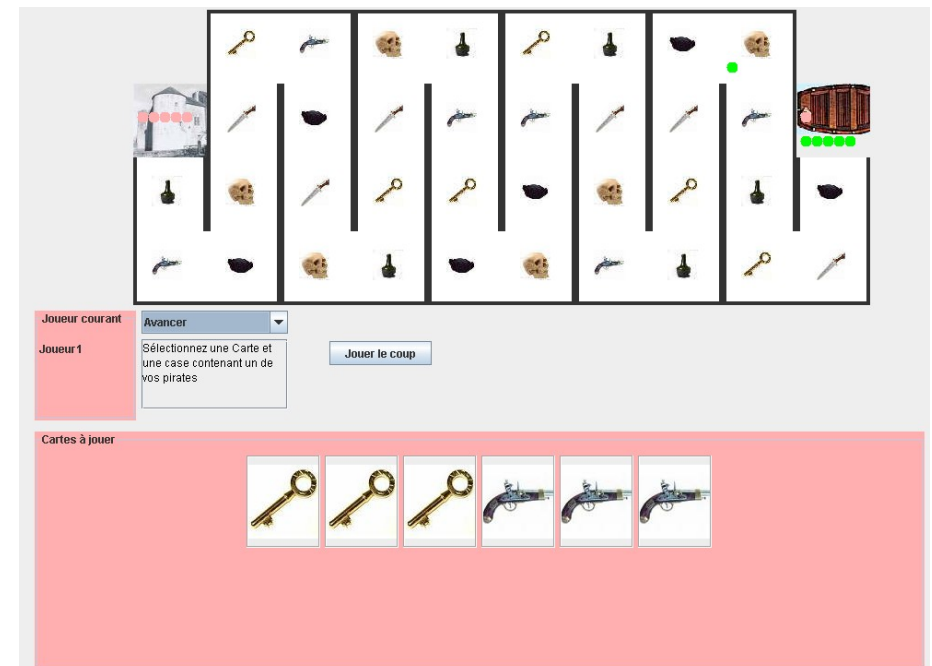 Joueur courant
Avancer
Joueur1
Sélectionnez une Carte et
une case contenant un de
vos pirates
Jouer le coup
Cartes à jouer